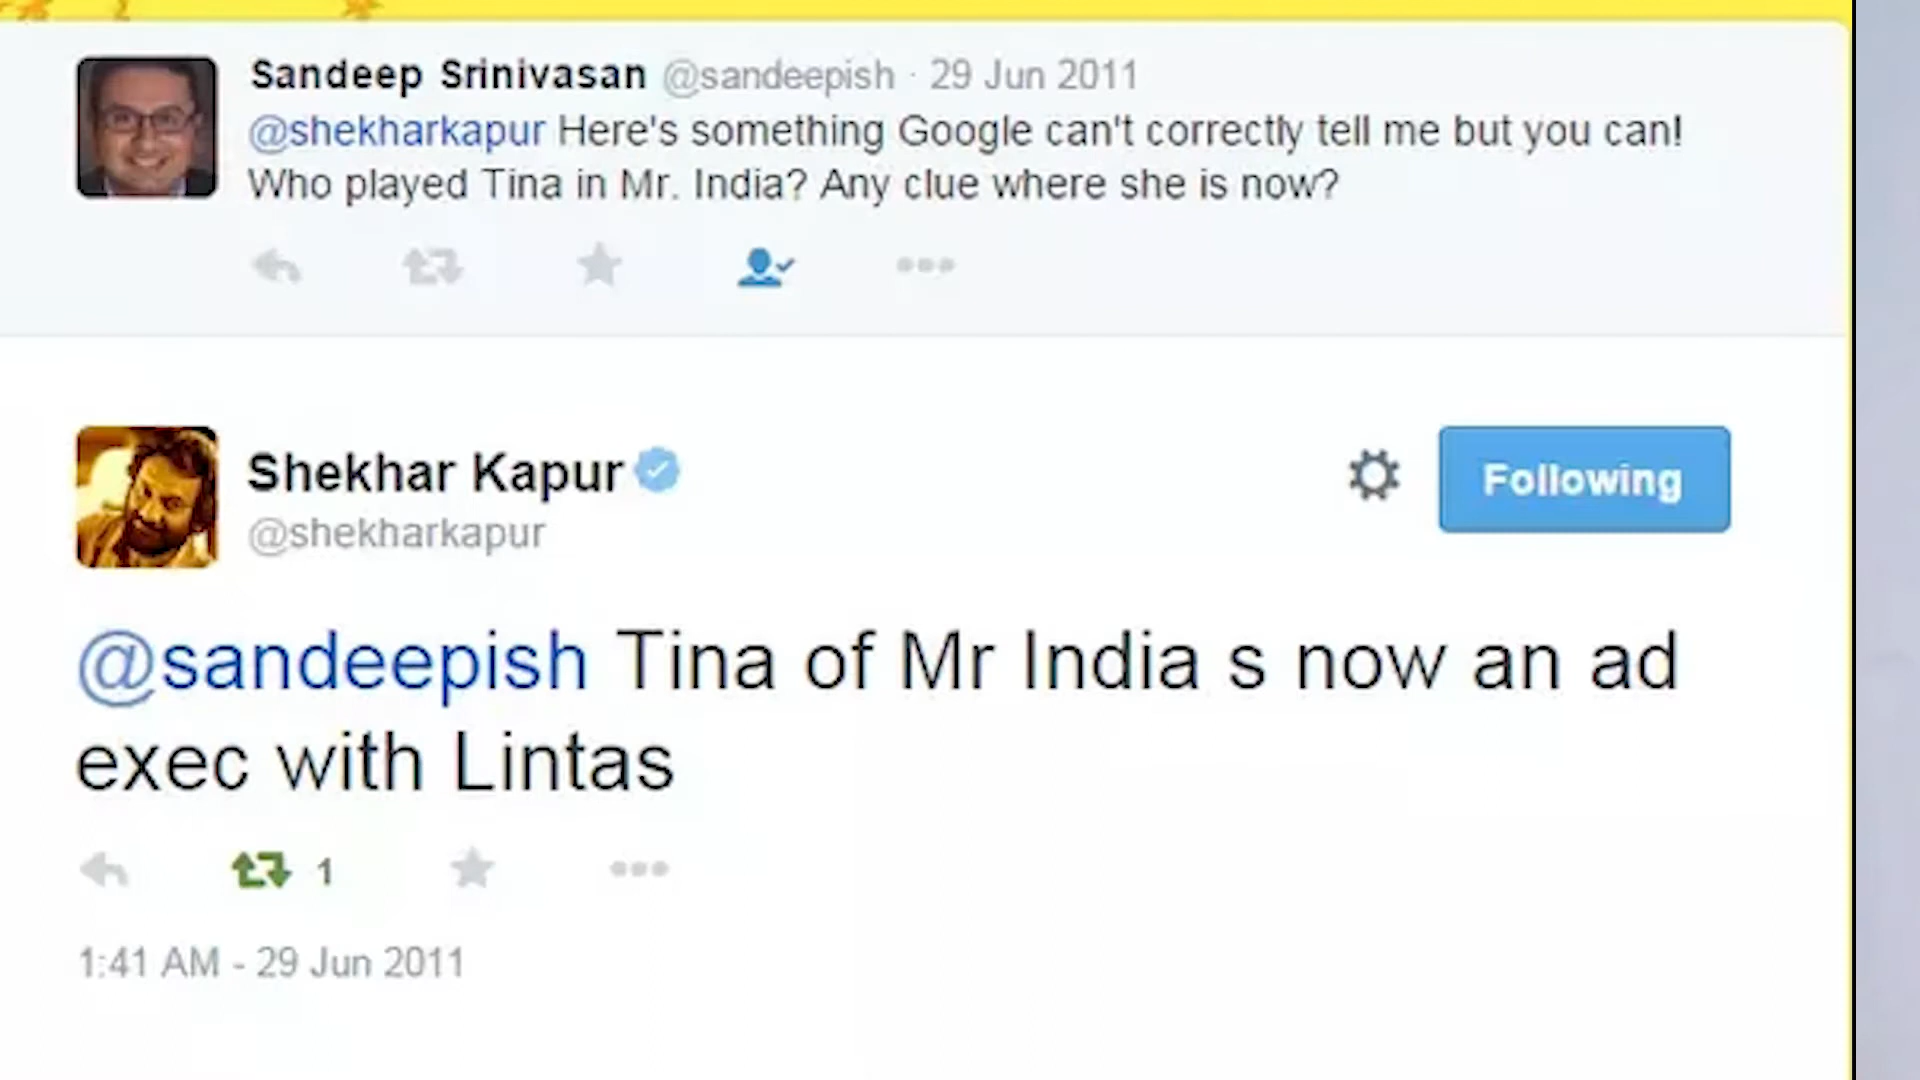 Sandeep Srinivasan @sandeepish · 29 Jun 2011
@shekharkapur Here's something Google can't correctly tell me but you can!
Who played Tina in Mr. India? Any clue where she is now?
Shekhar Kapur
@shekharkapur
Following
@sandeepish Tina of Mr India s now an ad
exec with Lintas
1
1:41 AM - 29 Jun 2011